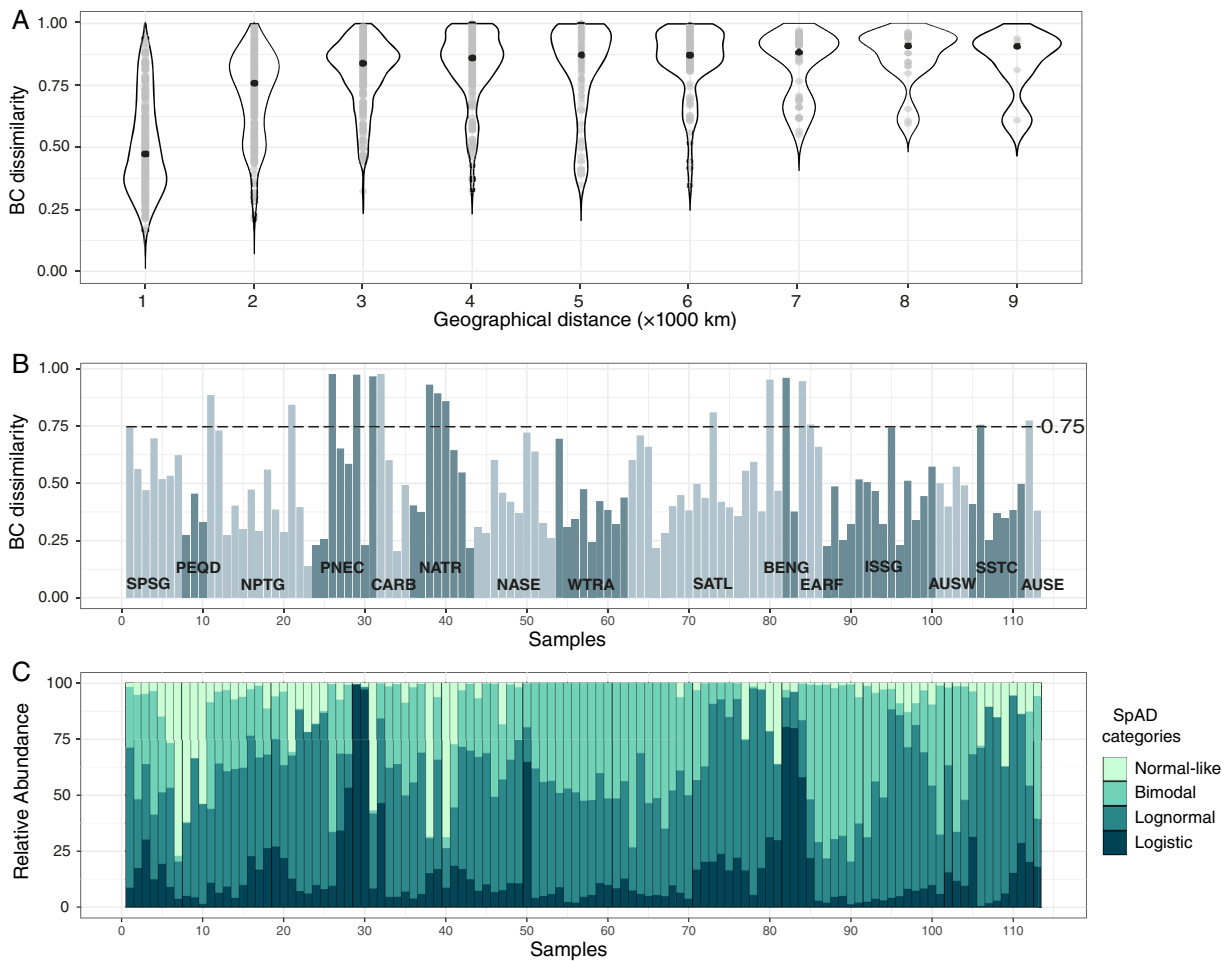 A
BC dissimilarity
1.00
0.75
0.50
0.25
0.00
1 2 3 4 5 6 7 8 9
Geographical distance (×1000 km)
B
BC dissimilarity
1.00
0.75
0.50
0.25
0.00
0.75
SPSG PEQD NPTG PNEC CARB NATR NASE WTRA SATL BENG EARF ISSG AUSW SSTC AUSE
0 10 20 30 40 50 60 70 80 90 100 110
Samples
C
Relative Abundance
100
75
50
25
0
0 10 20 30 40 50 60 70 80 90 100 110
Samples
SpAD
categories
Normal-like
Bimodal
Lognormal
Logistic